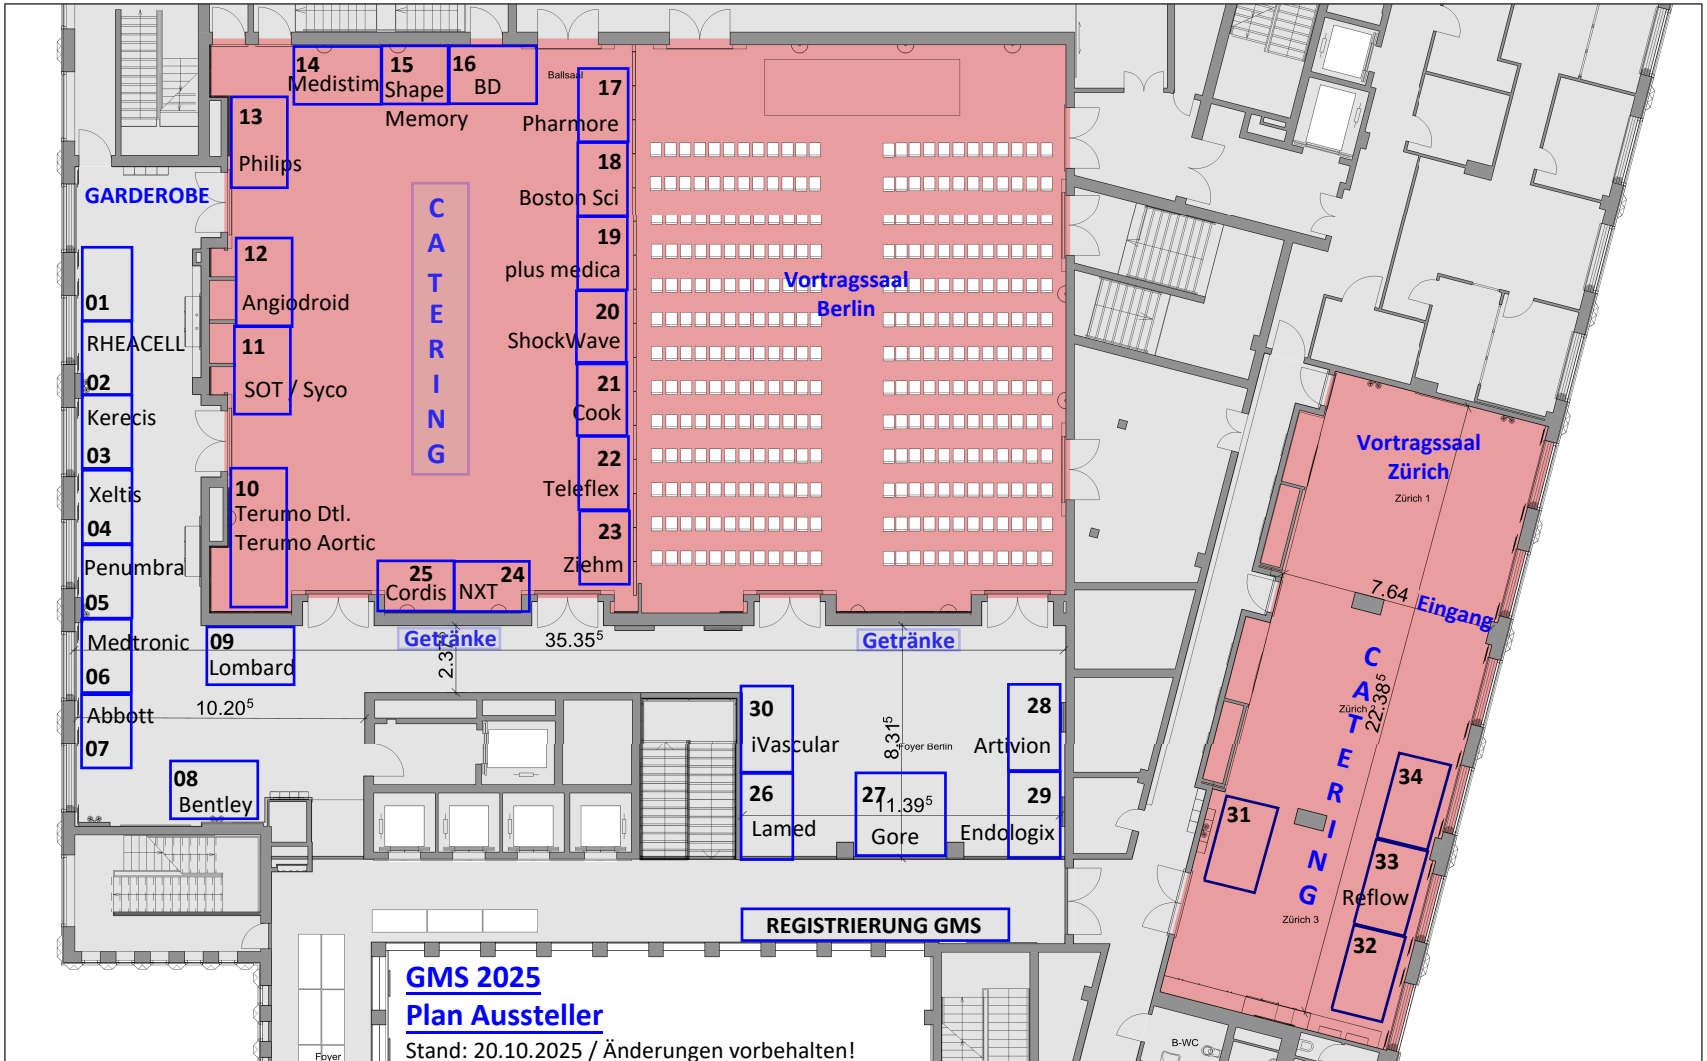 14
Medistim
15
Shape
Memory
16
BD
Ballsaal
17
Pharmore
13
Philips
18
Boston Sci
GARDEROBE
C
A
T
E
R
I
N
G
19
plus medica
12
Angiodroid
Vortragssaal
Berlin
01
RHEACELL
20
ShockWave
11
SOT / Syco
02
Kerecis
21
Cook
03
Xeltis
22
Teleflex
10
Terumo Dtl.
Terumo Aortic
04
Penumbra
23
Ziehm
25
Cordis
24
NXT
05
Medtronic
09
Lombard
Getränke
2.37⁵
35.35⁵
Getränke
06
Abbott
10.20⁵
07
08
Bentley
30
iVascular
8.31⁵
Foyer Berlin
28
Artivion
26
Lamed
27
11.39⁵
Gore
29
Endologix
REGISTRIERUNG GMS
Vortragssaal
Zürich
Zürich 1
7.64
Eingang
C
A
T
E
R
I
N
G
Zürich 2
22.38⁵
34
31
33
Reflow
Zürich 3
32
B-WC
Foyer
GMS 2025
Plan Aussteller
Stand: 20.10.2025 / Änderungen vorbehalten!